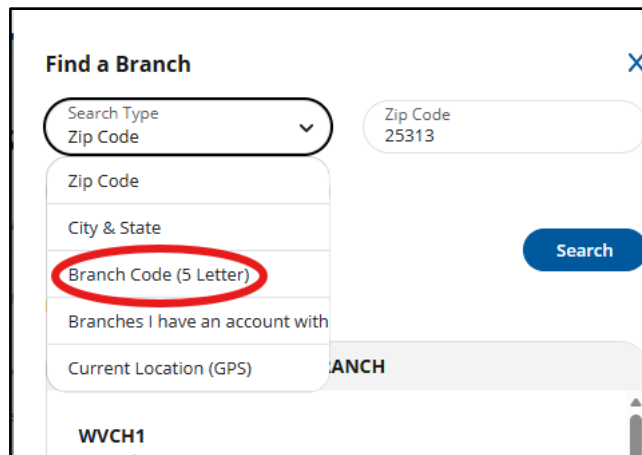 Find a Branch
X
Search Type
Zip Code
Zip Code
25313
Zip Code
City & State
Branch Code (5 Letter)
Search
Branches I have an account with
Current Location (GPS)
ANCH
WVCH1